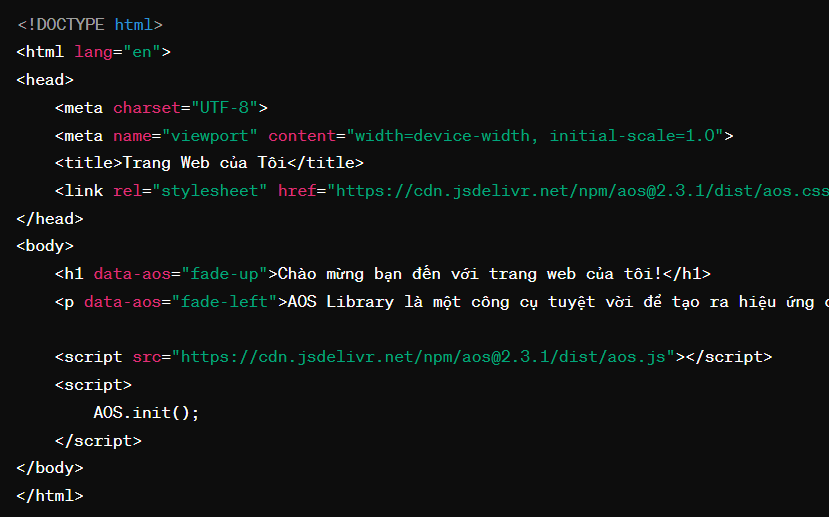 <!DOCTYPE html>
<html lang="en">
<head>
    <meta charset="UTF-8">
    <meta name="viewport" content="width=device-width, initial-scale=1.0">
    <title>Trang Web của Tôi</title>
    <link rel="stylesheet" href="https://cdn.jsdelivr.net/npm/aos@2.3.1/dist/aos.css
</head>
<body>
    <h1 data-aos="fade-up">Chào mừng bạn đến với trang web của tôi!</h1>
    <p data-aos="fade-left">AOS Library là một công cụ tuyệt vời để tạo ra hiệu ứng
    <script src="https://cdn.jsdelivr.net/npm/aos@2.3.1/dist/aos.js"></script>
    <script>
        AOS.init();
    </script>
</body>
</html>